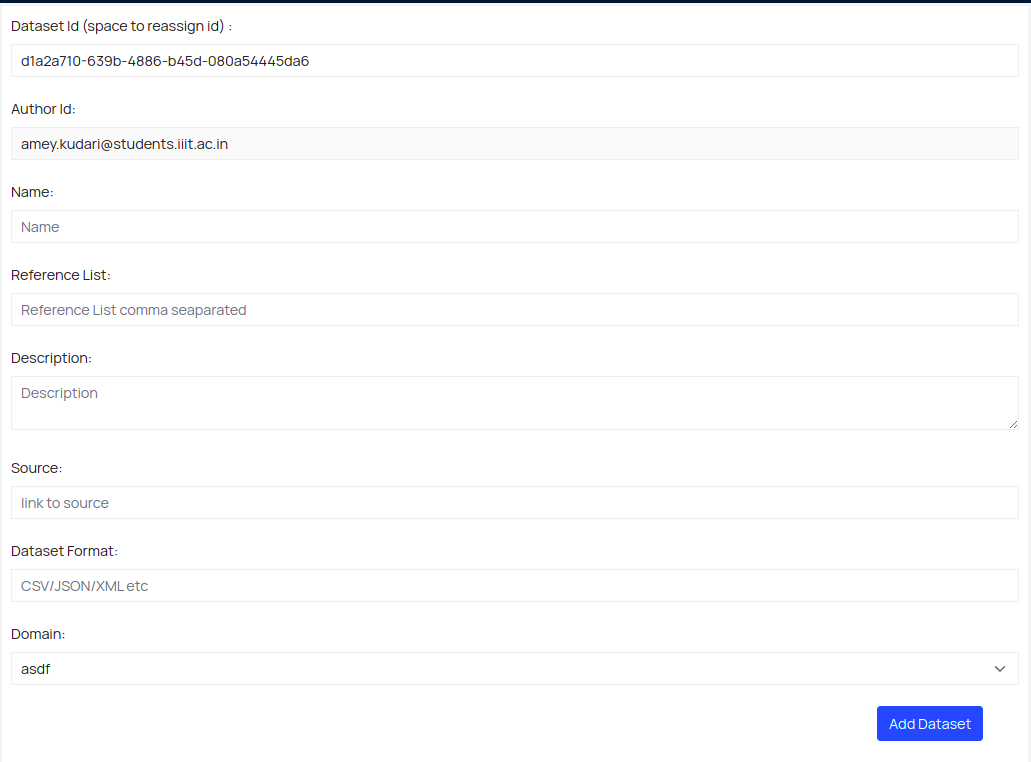 Dataset Id (space to reassign id) :
d1a2a710-639b-4886-b45d-080a54445da6
Author Id:
amey.kudari@students.iiit.ac.in
Name:
Name
Reference List:
Reference List comma seaparated
Description:
Description
Source:
link to source
Dataset Format:
CSV/JSON/XML etc
Domain:
asdf
Add Dataset